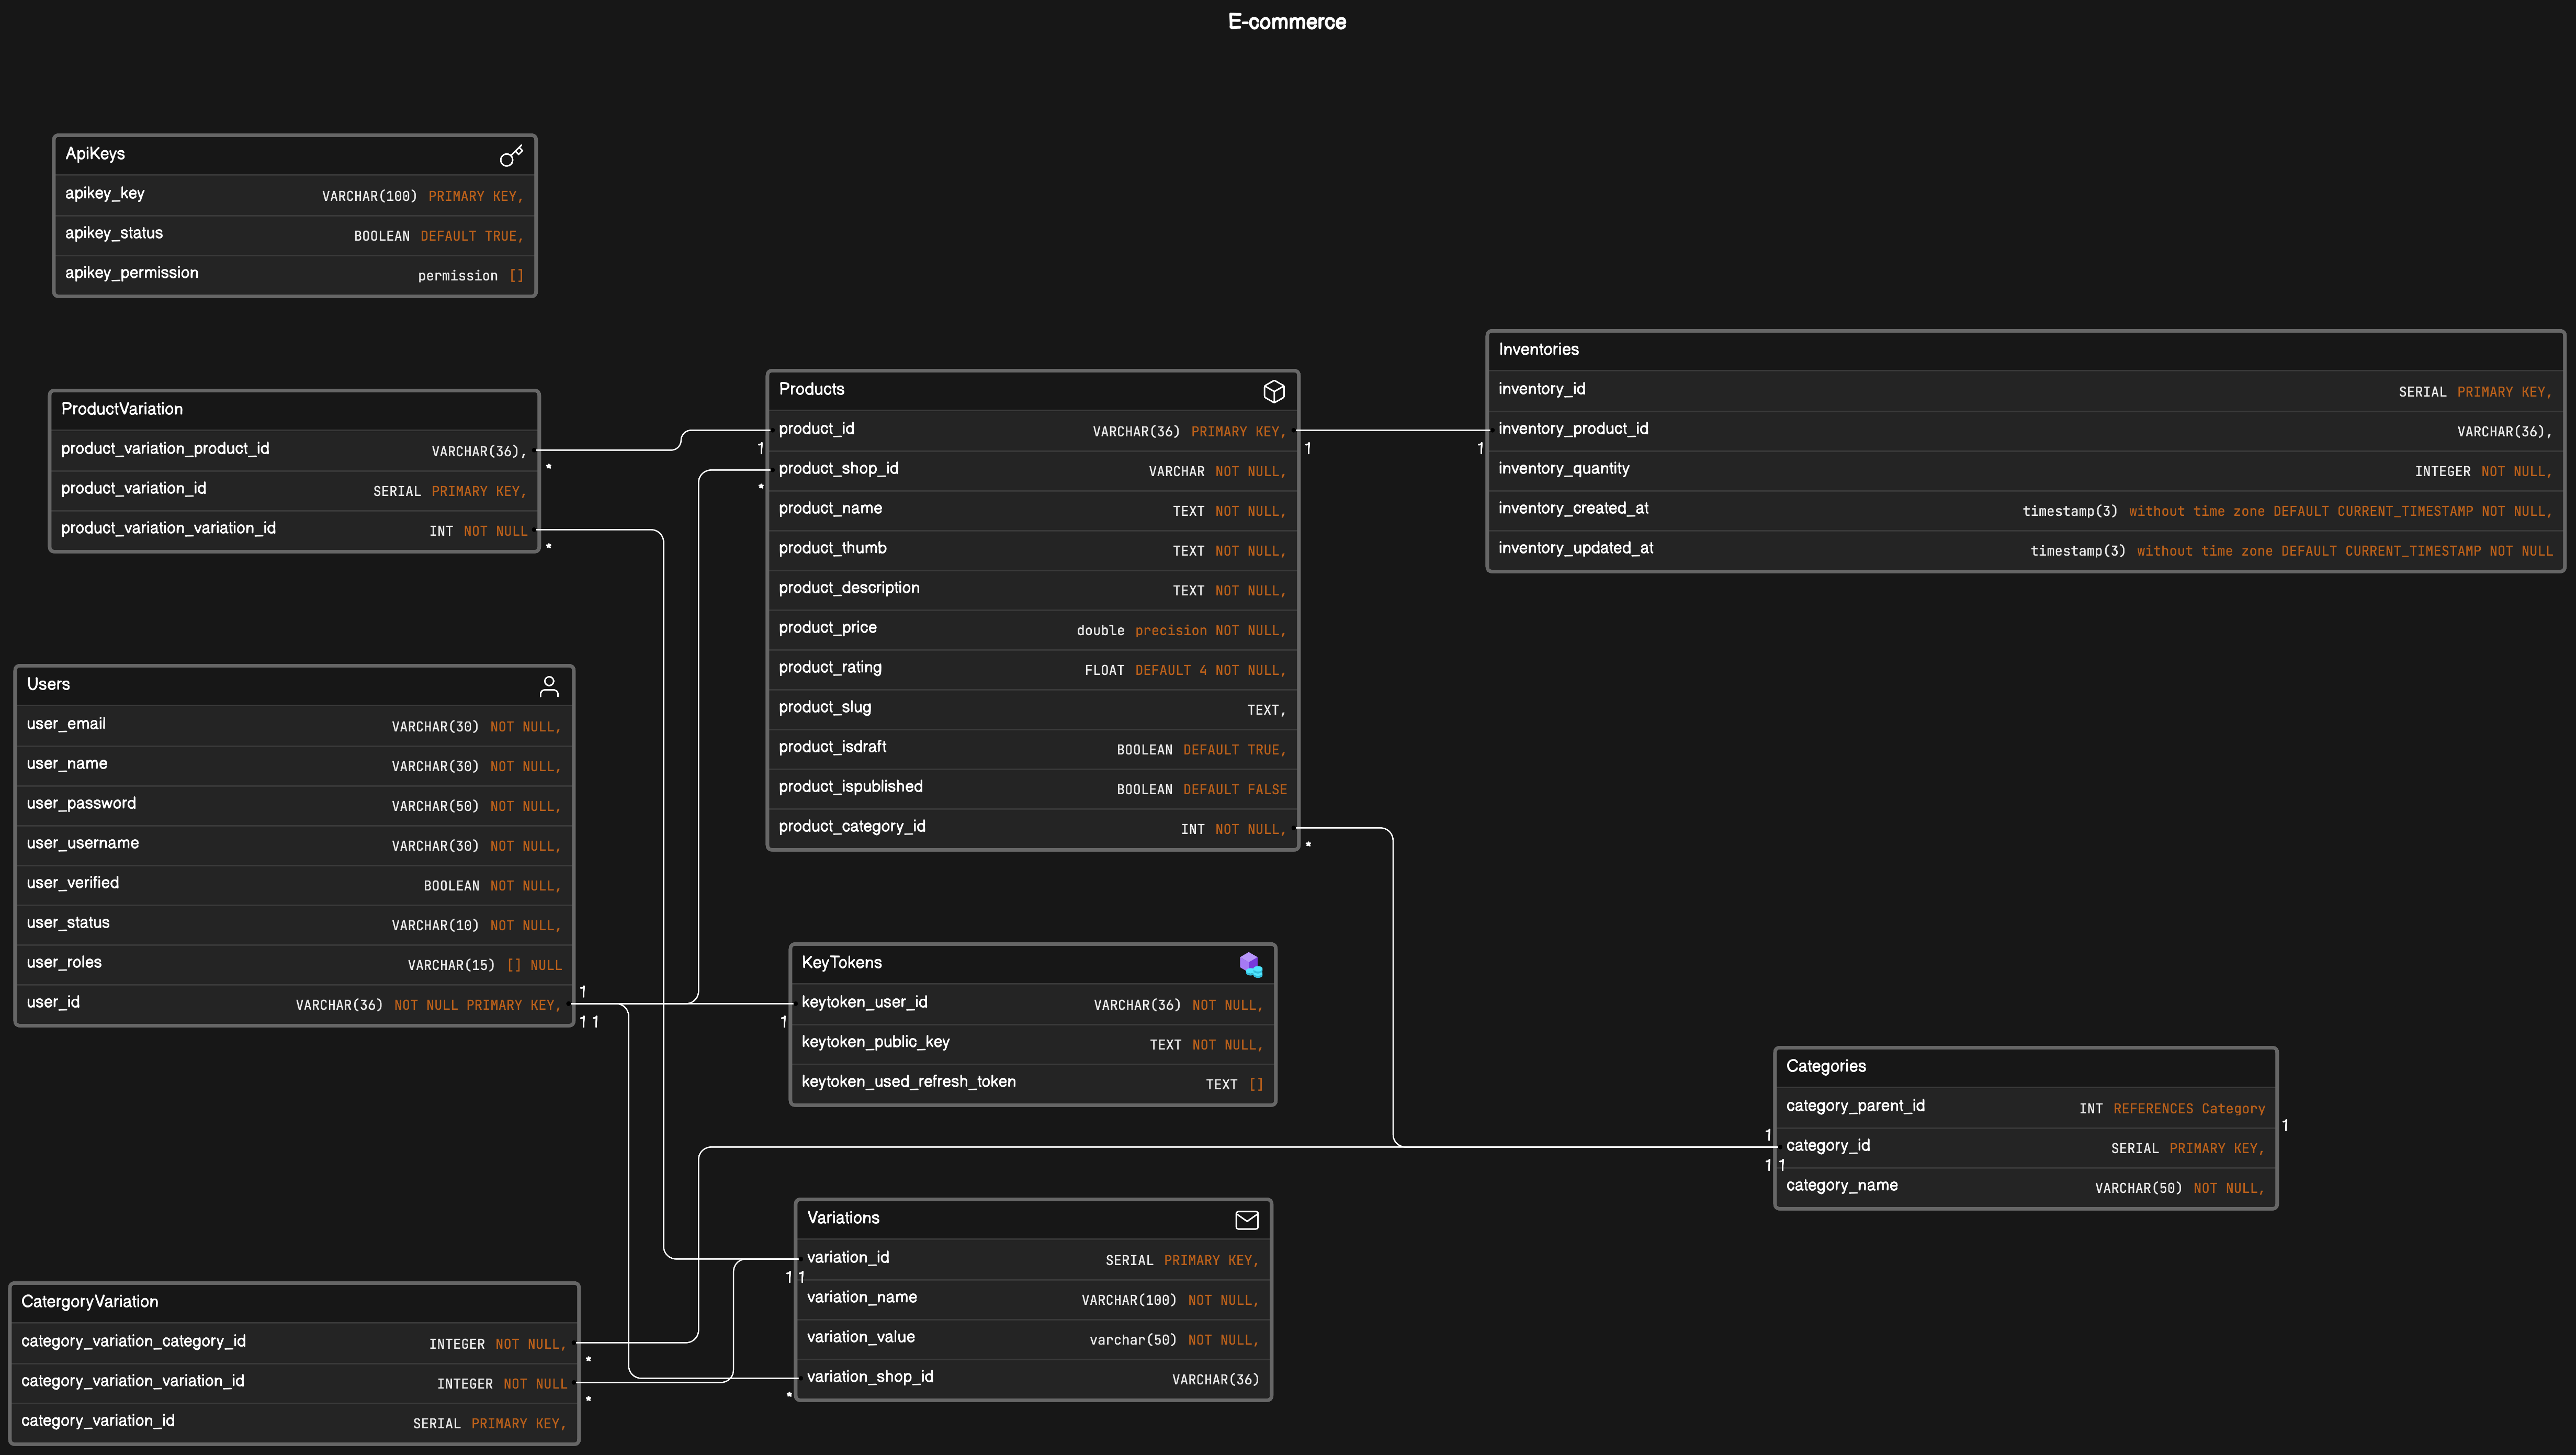 E-commerce
ApiKeys
apikey_key VARCHAR(100) PRIMARY KEY,
apikey_status BOOLEAN DEFAULT TRUE,
apikey_permission permission []
ProductVariation
product_variation_product_id VARCHAR(36),
product_variation_id SERIAL PRIMARY KEY,
product_variation_variation_id INT NOT NULL
*
*
Products
product_id VARCHAR(36) PRIMARY KEY,
product_shop_id VARCHAR NOT NULL,
product_name TEXT NOT NULL,
product_thumb TEXT NOT NULL,
product_description TEXT NOT NULL,
product_price double precision NOT NULL,
product_rating FLOAT DEFAULT 4 NOT NULL,
product_slug TEXT,
product_isdraft BOOLEAN DEFAULT TRUE,
product_ispublished BOOLEAN DEFAULT FALSE
product_category_id INT NOT NULL,
1
*
1
*
Inventories
inventory_id SERIAL PRIMARY KEY,
inventory_product_id VARCHAR(36),
inventory_quantity INTEGER NOT NULL,
inventory_created_at timestamp(3) without time zone DEFAULT CURRENT_TIMESTAMP NOT NULL,
inventory_updated_at timestamp(3) without time zone DEFAULT CURRENT_TIMESTAMP NOT NULL
1
Users
user_email VARCHAR(30) NOT NULL,
user_name VARCHAR(30) NOT NULL,
user_password VARCHAR(50) NOT NULL,
user_username VARCHAR(30) NOT NULL,
user_verified BOOLEAN NOT NULL,
user_status VARCHAR(10) NOT NULL,
user_roles VARCHAR(15) [] NULL
user_id VARCHAR(36) NOT NULL PRIMARY KEY,
1
1 1
KeyTokens
keytoken_user_id VARCHAR(36) NOT NULL,
keytoken_public_key TEXT NOT NULL,
keytoken_used_refresh_token TEXT []
1
Categories
category_parent_id INT REFERENCES Category
category_id SERIAL PRIMARY KEY,
category_name VARCHAR(50) NOT NULL,
1
1
1 1
Variations
variation_id SERIAL PRIMARY KEY,
variation_name VARCHAR(100) NOT NULL,
variation_value varchar(50) NOT NULL,
variation_shop_id VARCHAR(36)
1 1
*
CatergoryVariation
category_variation_category_id INTEGER NOT NULL,
category_variation_variation_id INTEGER NOT NULL
category_variation_id SERIAL PRIMARY KEY,
*
*